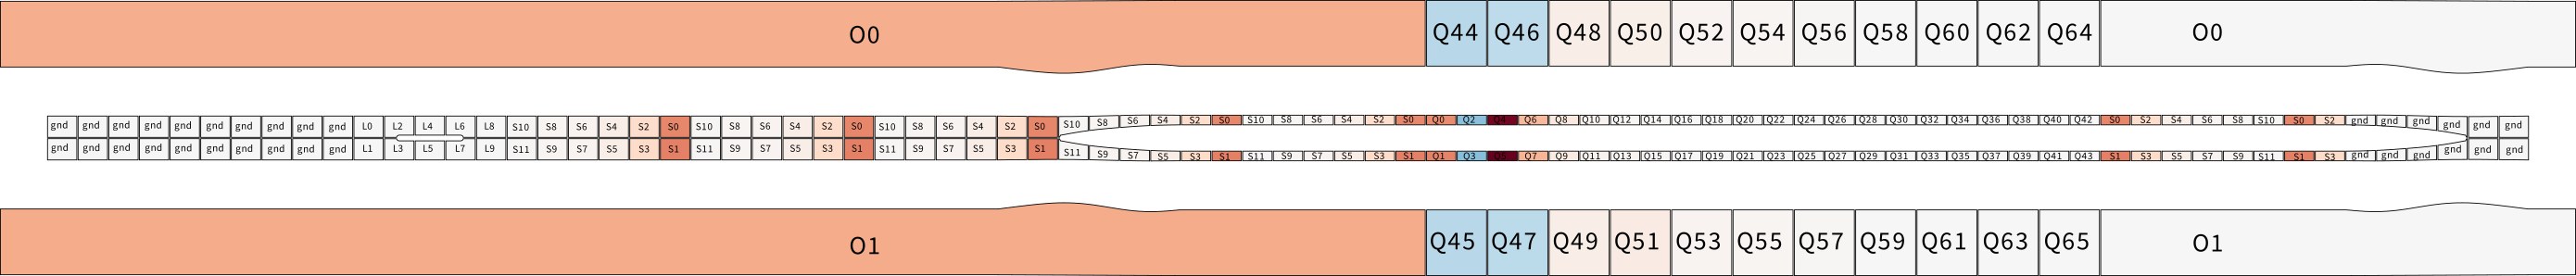 O0 Q44 Q46 Q48 Q50 Q52 Q54 Q56 Q58 Q60 Q62 Q64 O0
gnd gnd gnd gnd gnd gnd gnd gnd gnd gnd L0 L2 L4 L6 L8 S10 S8 S6 S4 S2 S0 S10 S8 S6 S4 S2 S0 S10 S8 S6 S4 S2 S0 S10 S8 S6 S4 S2 S0 S10 S8 S6 S4 S2 S0 Q0 Q2 Q4 Q6 Q8 Q10 Q12 Q14 Q16 Q18 Q20 Q22 Q24 Q26 Q28 Q30 Q32 Q34 Q36 Q38 Q40 Q42 S0 S2 S4 S6 S8 S10 S0 S2 gnd gnd gnd gnd gnd gnd
gnd gnd gnd gnd gnd gnd gnd gnd gnd gnd L1 L3 L5 L7 L9 S11 S9 S7 S5 S3 S1 S11 S9 S7 S5 S3 S1 S11 S9 S7 S5 S3 S1 S11 S9 S7 S5 S3 S1 S11 S9 S7 S5 S3 S1 Q1 Q3 Q5 Q7 Q9 Q11 Q13 Q15 Q17 Q19 Q21 Q23 Q25 Q27 Q29 Q31 Q33 Q35 Q37 Q39 Q41 Q43 S1 S3 S5 S7 S9 S11 S1 S3 gnd gnd gnd gnd gnd gnd
O1 Q45 Q47 Q49 Q51 Q53 Q55 Q57 Q59 Q61 Q63 Q65 O1